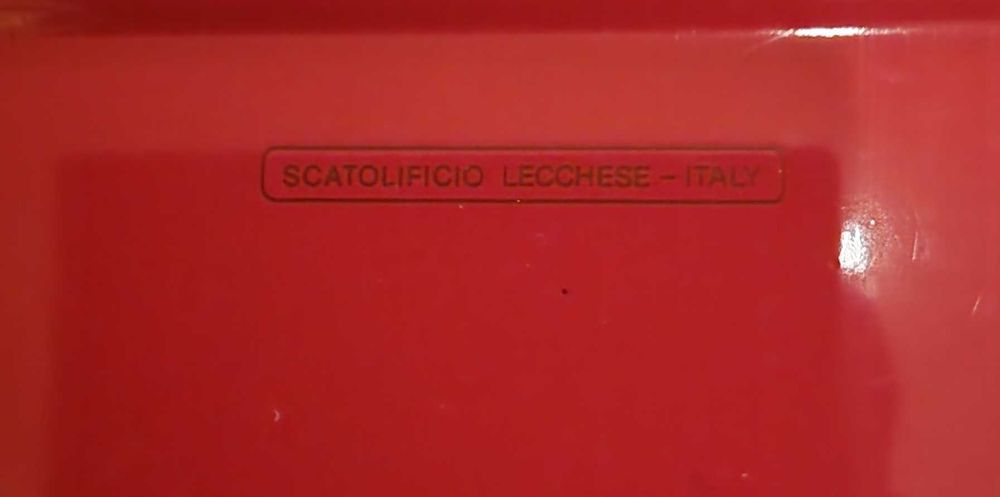 SCATOLIFICIO LECCHESE - ITALY